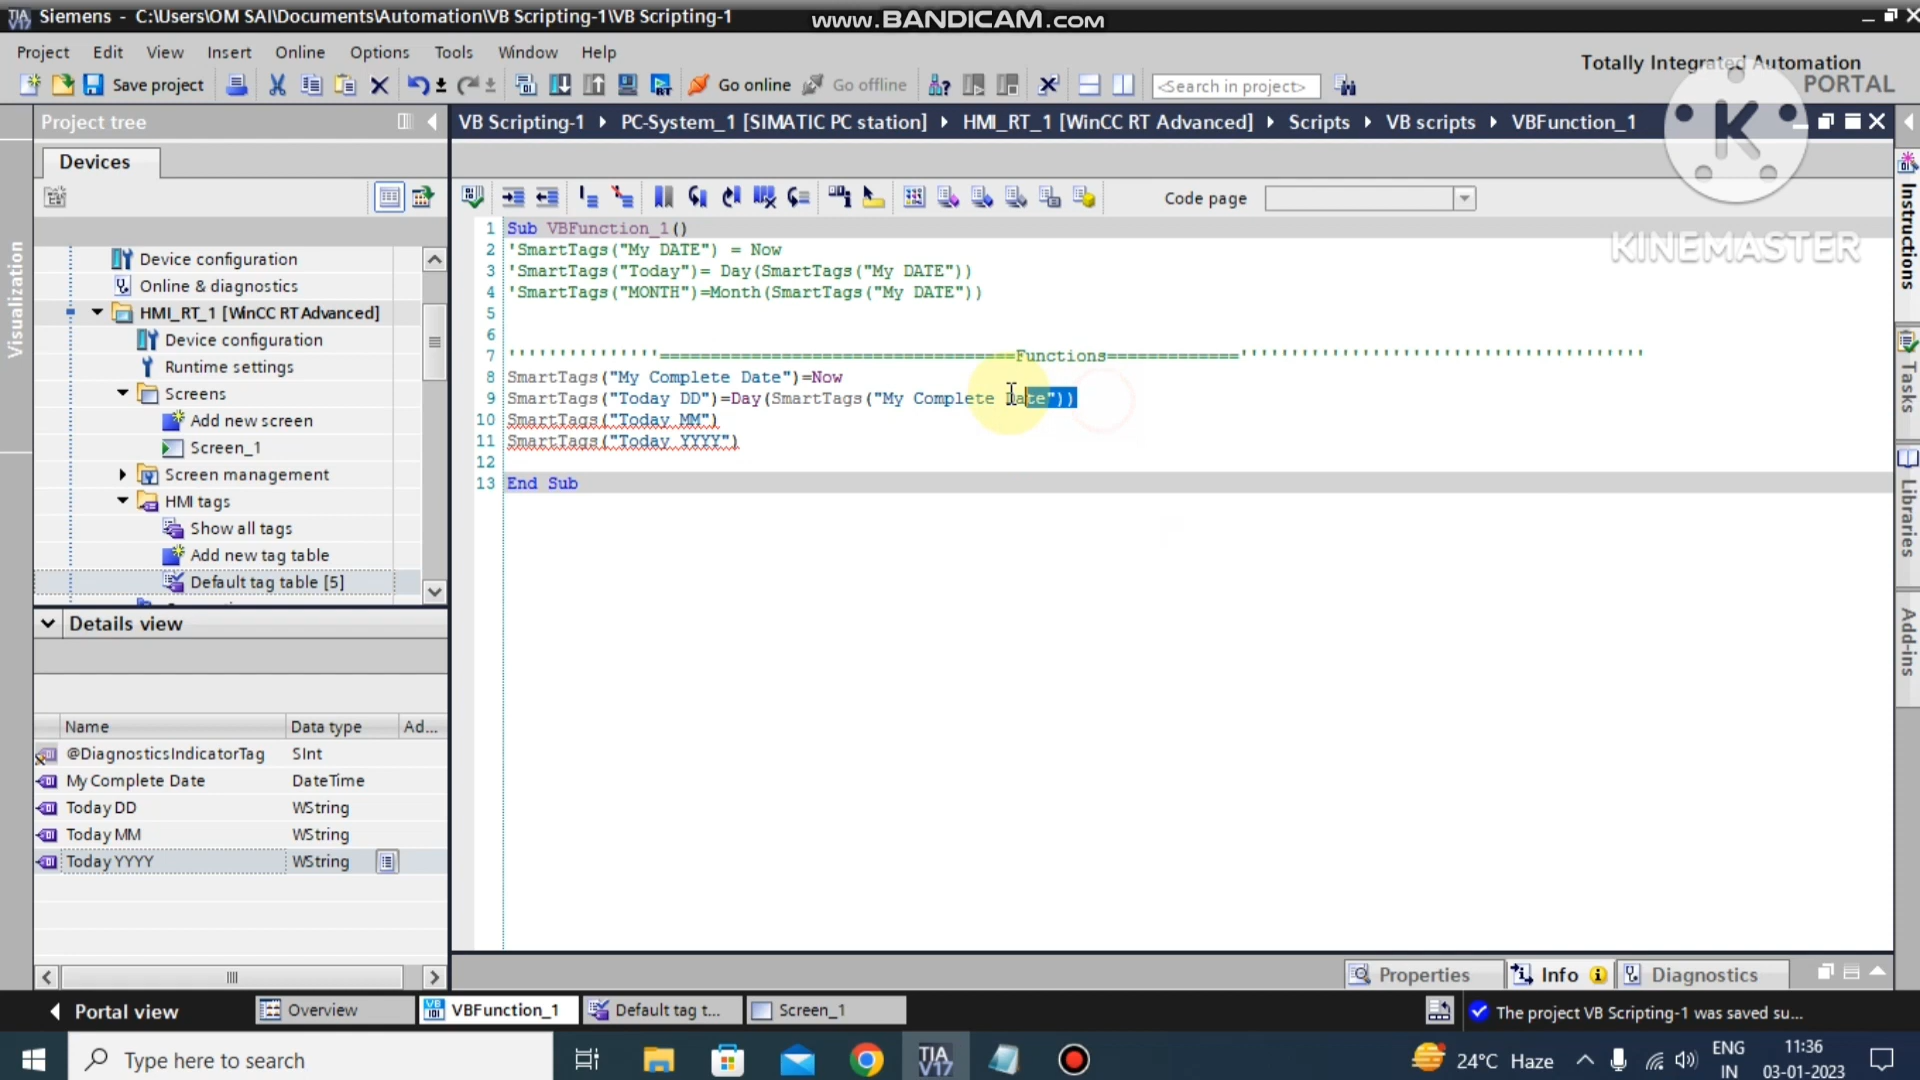 Siemens - C:\Users\OM SAI\Documents\Automation\VB Scripting-1\VB Scripting-1
www.BANDICAM.com
Project Edit View Insert Online Options Tools Window Help
Totally Integrated Automation
PORTAL
Save project
Go online
Go offline
<Search in project>
K
KINEMASTER
Project tree
VB Scripting-1 PC-System_1 [SIMATIC PC station] HMI_RT_1 [WinCC RT Advanced] Scripts VB scripts VBFunction_1
Devices
Code page
Visualization
Device configuration
Online & diagnostics
HMI_RT_1 [WinCC RT Advanced]
Device configuration
Runtime settings
Screens
Add new screen
Screen_1
Screen management
HMI tags
Show all tags
Add new tag table
Default tag table [5]
1 Sub VBFunction_1()
2 'SmartTags("My DATE") = Now
3 'SmartTags("Today")= Day(SmartTags("My DATE"))
4 'SmartTags("MONTH")=Month(SmartTags("My DATE"))
5
6
7 '''''''''''''''===================================Functions=============''''''''''''''''''''''''''''''''''''''''
8 SmartTags("My Complete Date")=Now
9 SmartTags("Today DD")=Day(SmartTags("My Complete Date"))
10 SmartTags("Today MM")
11 SmartTags("Today YYYY")
12
13 End Sub
Instructions
Tasks
Libraries
Add-ins
Details view
Name Data type Ad...
@DiagnosticsIndicatorTag SInt
My Complete Date DateTime
Today DD WString
Today MM WString
Today YYYY WString
Properties Info Diagnostics
Portal view Overview VBFunction_1 Default tag t... Screen_1
The project VB Scripting-1 was saved su...
Type here to search
TIA V17
24°C Haze
ENG
IN
11:36
03-01-2023